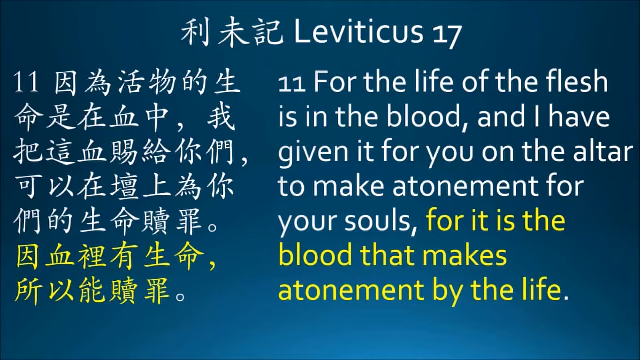 利未記 Leviticus 17
11 因為活物的生
命是在血中，我
把這血賜給你們，
可以在壇上為你
們的生命贖罪。
因血裡有生命，
所以能贖罪。
11 For the life of the flesh
is in the blood, and I have
given it for you on the altar
to make atonement for
your souls, for it is the
blood that makes
atonement by the life.